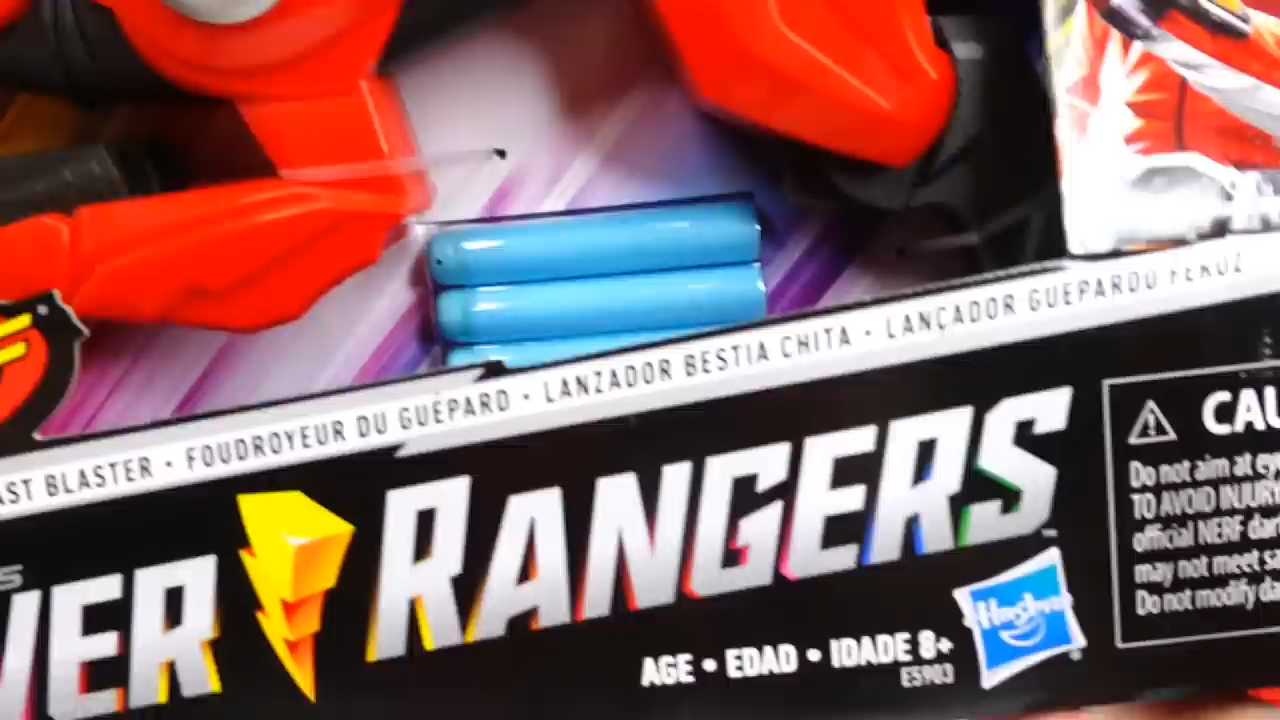 AST BLASTER • FOUDROYEUR DU GUÉPARD • LANZADOR BESTIA CHITA • LANÇADOR GUEPARDO FEROZ
S
WER RANGERS
AGE • EDAD • IDADE 8+
E5903
Hasbro
CAU
Do not aim at eye
TO AVOID INJURY
official NERF dar
may not meet sa
Do not modify da